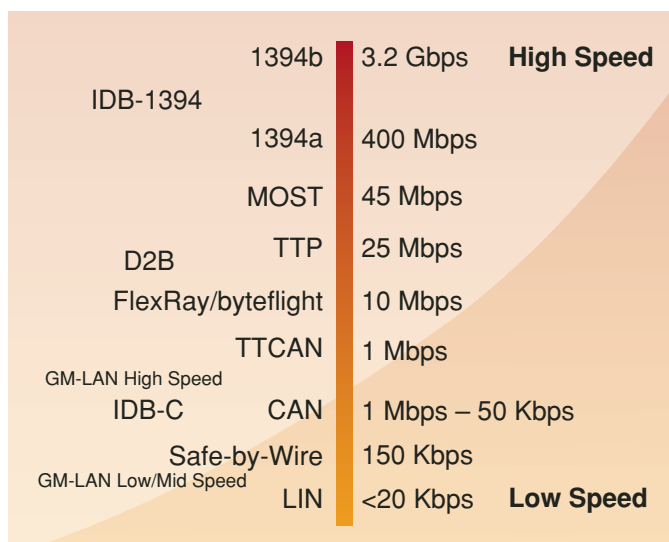 1394b 3.2 Gbps High Speed
IDB-1394
1394a 400 Mbps
MOST 45 Mbps
TTP 25 Mbps
D2B
FlexRay/byteflight 10 Mbps
TTCAN 1 Mbps
GM-LAN High Speed
IDB-C CAN 1 Mbps – 50 Kbps
Safe-by-Wire 150 Kbps
GM-LAN Low/Mid Speed
LIN <20 Kbps Low Speed